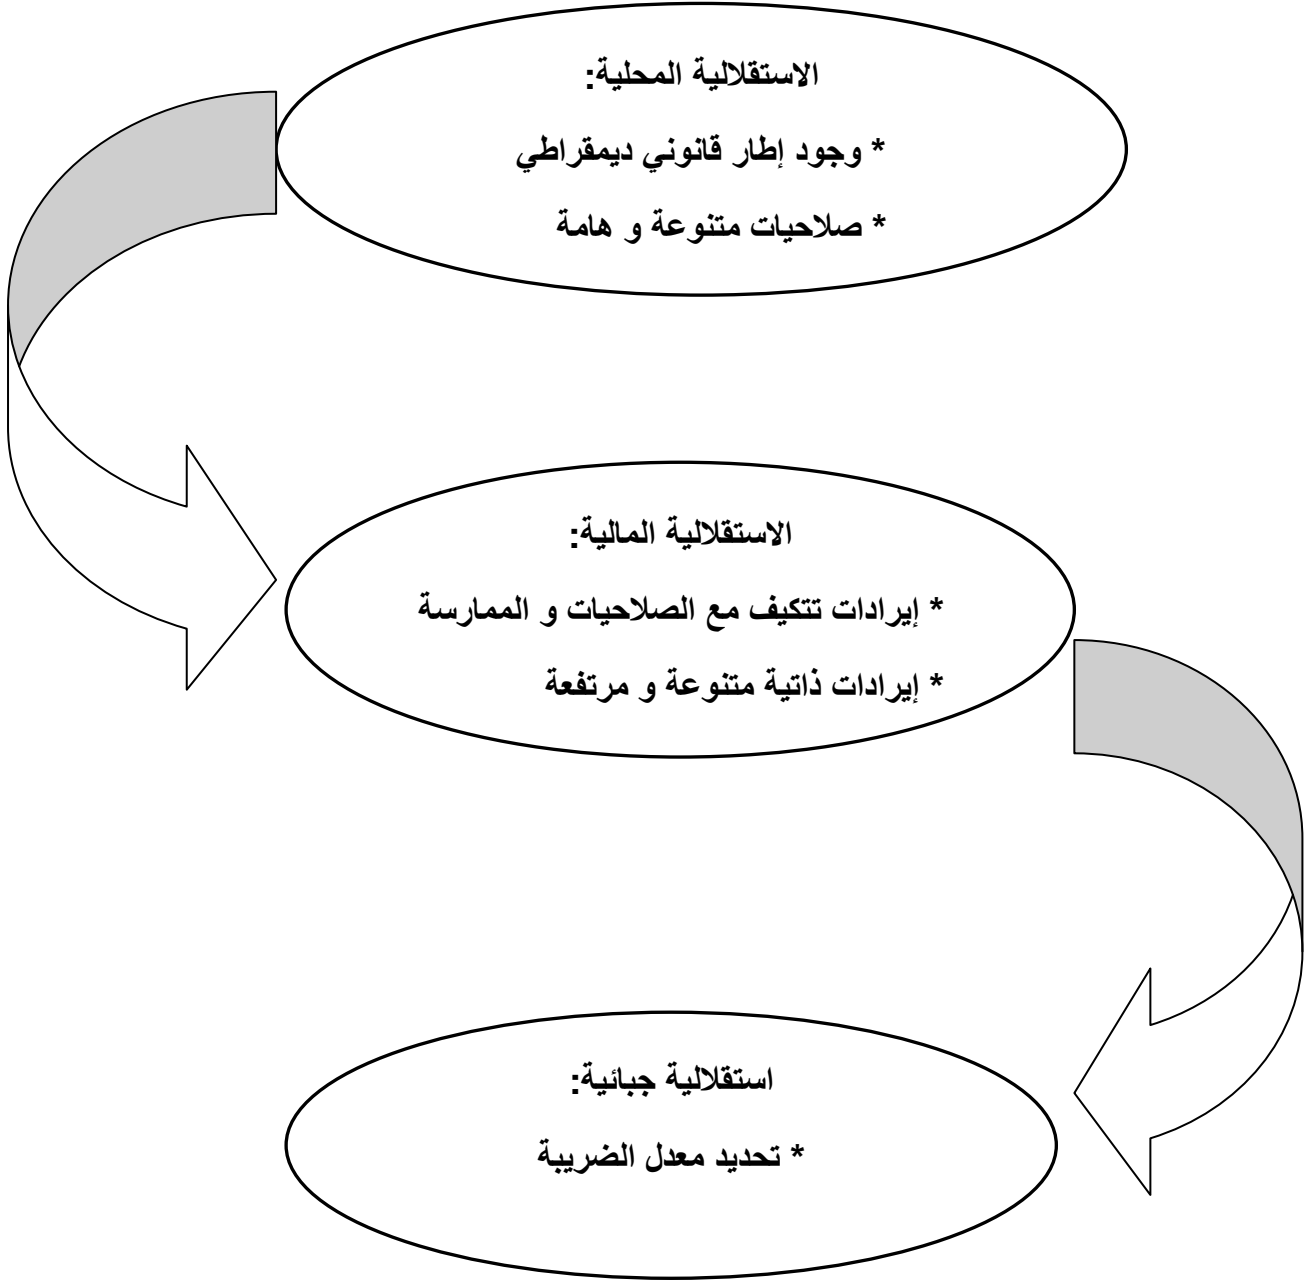 الاستقلالية المحلية:
* وجود إطار قانوني ديمقراطي
* صلاحيات متنوعة و هامة
الاستقلالية المالية:
* إيرادات تتكيف مع الصلاحيات و الممارسة
* إيرادات ذاتية متنوعة و مرتفعة
استقلالية جبائية:
* تحديد معدل الضريبة